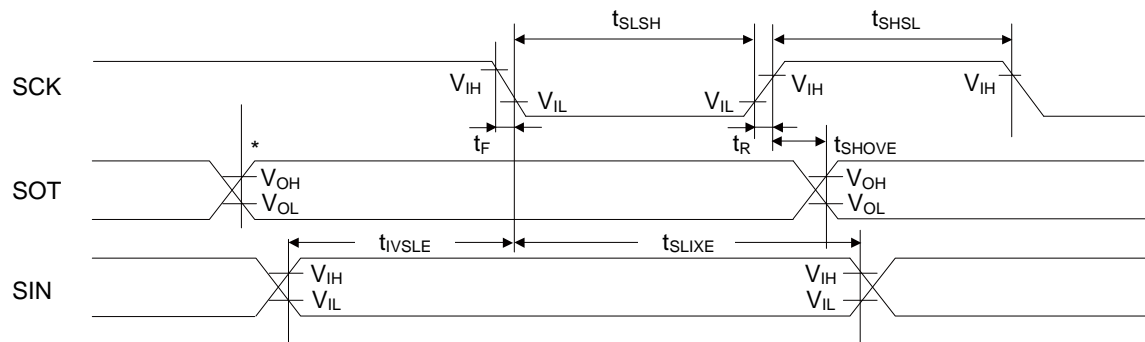 tSLSH tSHSL
SCK VIH VIL VIL VIH VIH
tF tR tSHOVE
*
SOT VOH VOH
VOL VOL
tIVSLE tSLIXE
SIN VIH VIH
VIL VIL